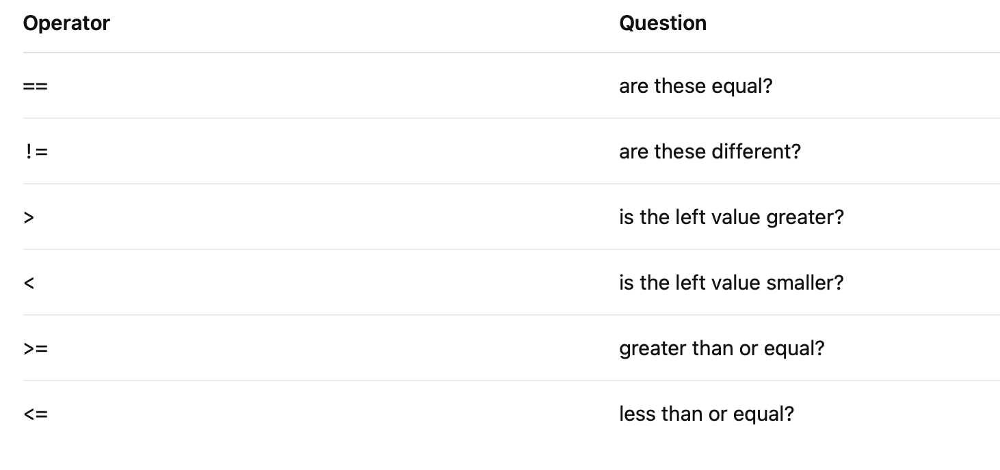 Operator Question
== are these equal?
!= are these different?
> is the left value greater?
< is the left value smaller?
>= greater than or equal?
<= less than or equal?